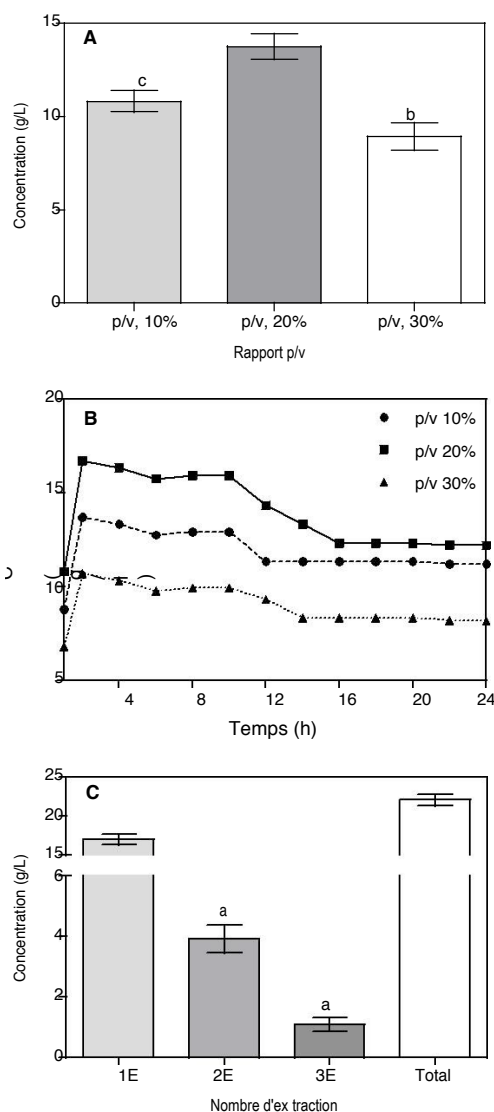 A
15
10
5
0
c
b
Concentration (g/L)
p/v, 10%
p/v, 20%
p/v, 30%
Rapport p/v
B
20
15
10
5
p/v 10%
p/v 20%
p/v 30%
4
8
12
16
20
24
Temps (h)
C
25
20
15
6
4
2
0
a
a
Concentration (g/L)
1E
2E
3E
Total
Nombre d'ex traction